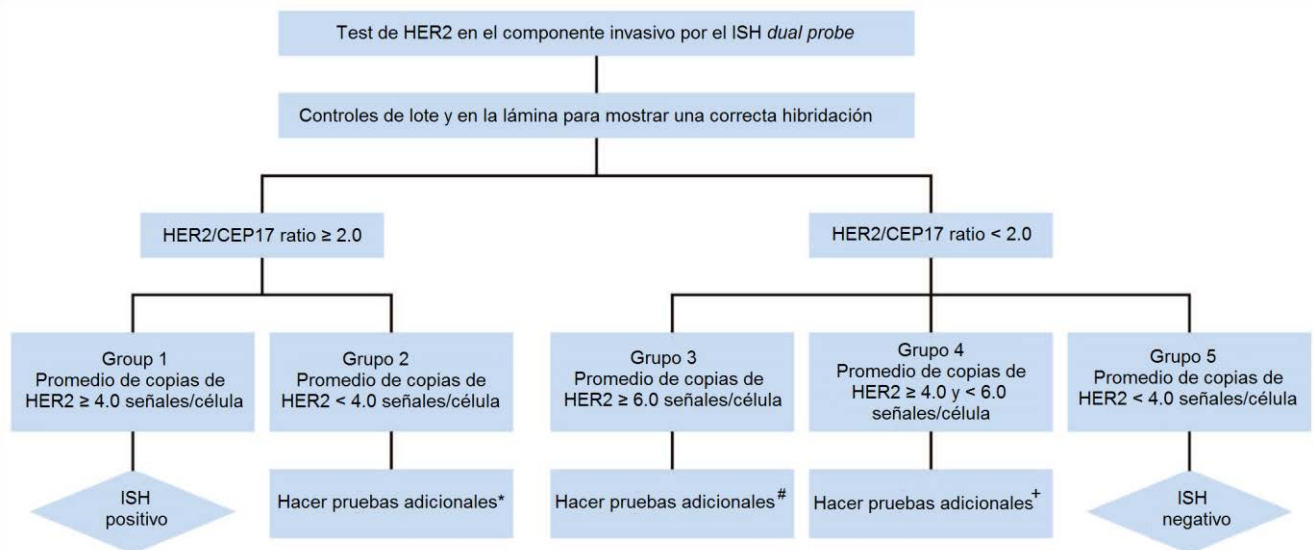 Test de HER2 en el componente invasivo por el ISH dual probe
Controles de lote y en la lámina para mostrar una correcta hibridación
HER2/CEP17 ratio ≥ 2.0
HER2/CEP17 ratio < 2.0
Group 1
Promedio de copias de
HER2 ≥ 4.0 señales/célula
Grupo 2
Promedio de copias de
HER2 < 4.0 señales/célula
Grupo 3
Promedio de copias de
HER2 ≥ 6.0 señales/célula
Grupo 4
Promedio de copias de
HER2 ≥ 4.0 y < 6.0
señales/célula
Grupo 5
Promedio de copias de
HER2 < 4.0 señales/célula
ISH
positivo
Hacer pruebas adicionales*
Hacer pruebas adicionales#
Hacer pruebas adicionales+
ISH
negativo